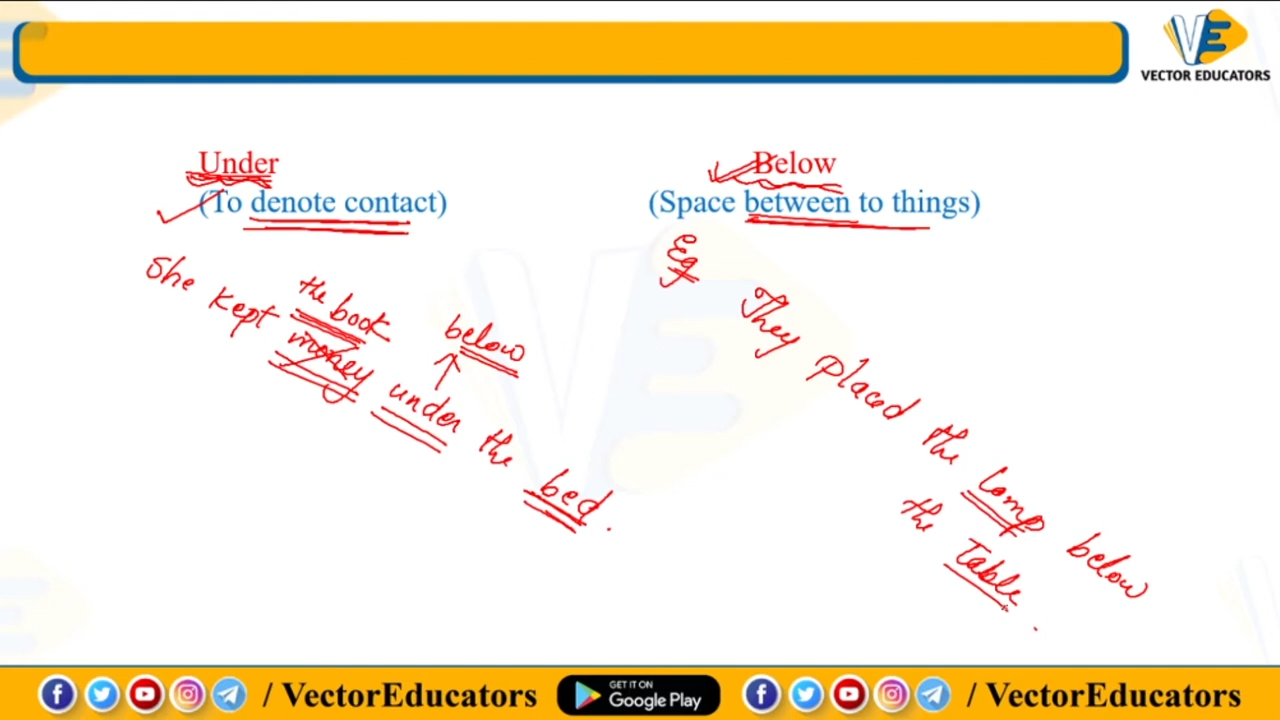 VECTOR EDUCATORS
Under
(To denote contact)
Below
(Space between to things)
the book
below
She kept money under the bed.
Eg They placed the lamp below
the Table.
/ VectorEducators
GET IT ON
Google Play
/ VectorEducators